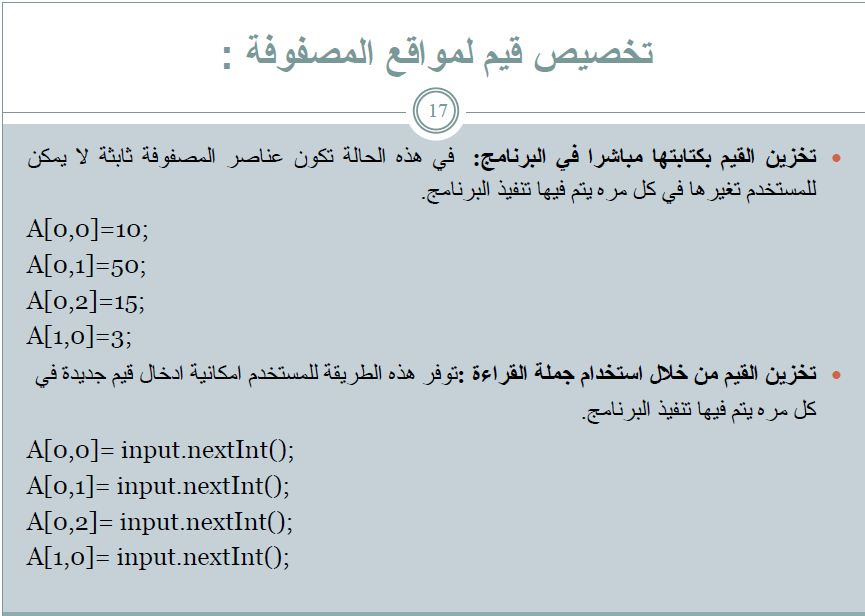 تخصيص قيم لمواقع المصفوفة :
17
• تخزين القيم بكتابتها مباشرا في البرنامج: في هذه الحالة تكون عناصر المصفوفة ثابثة لا يمكن
للمستخدم تغيرها في كل مره يتم فيها تنفيذ البرنامج.
A[0,0]=10;
A[0,1]=50;
A[0,2]=15;
A[1,0]=3;
• تخزين القيم من خلال استخدام جملة القراءة :توفر هذه الطريقة للمستخدم امكانية ادخال قيم جديدة في
كل مره يتم فيها تنفيذ البرنامج.
A[0,0]= input.nextInt();
A[0,1]= input.nextInt();
A[0,2]= input.nextInt();
A[1,0]= input.nextInt();